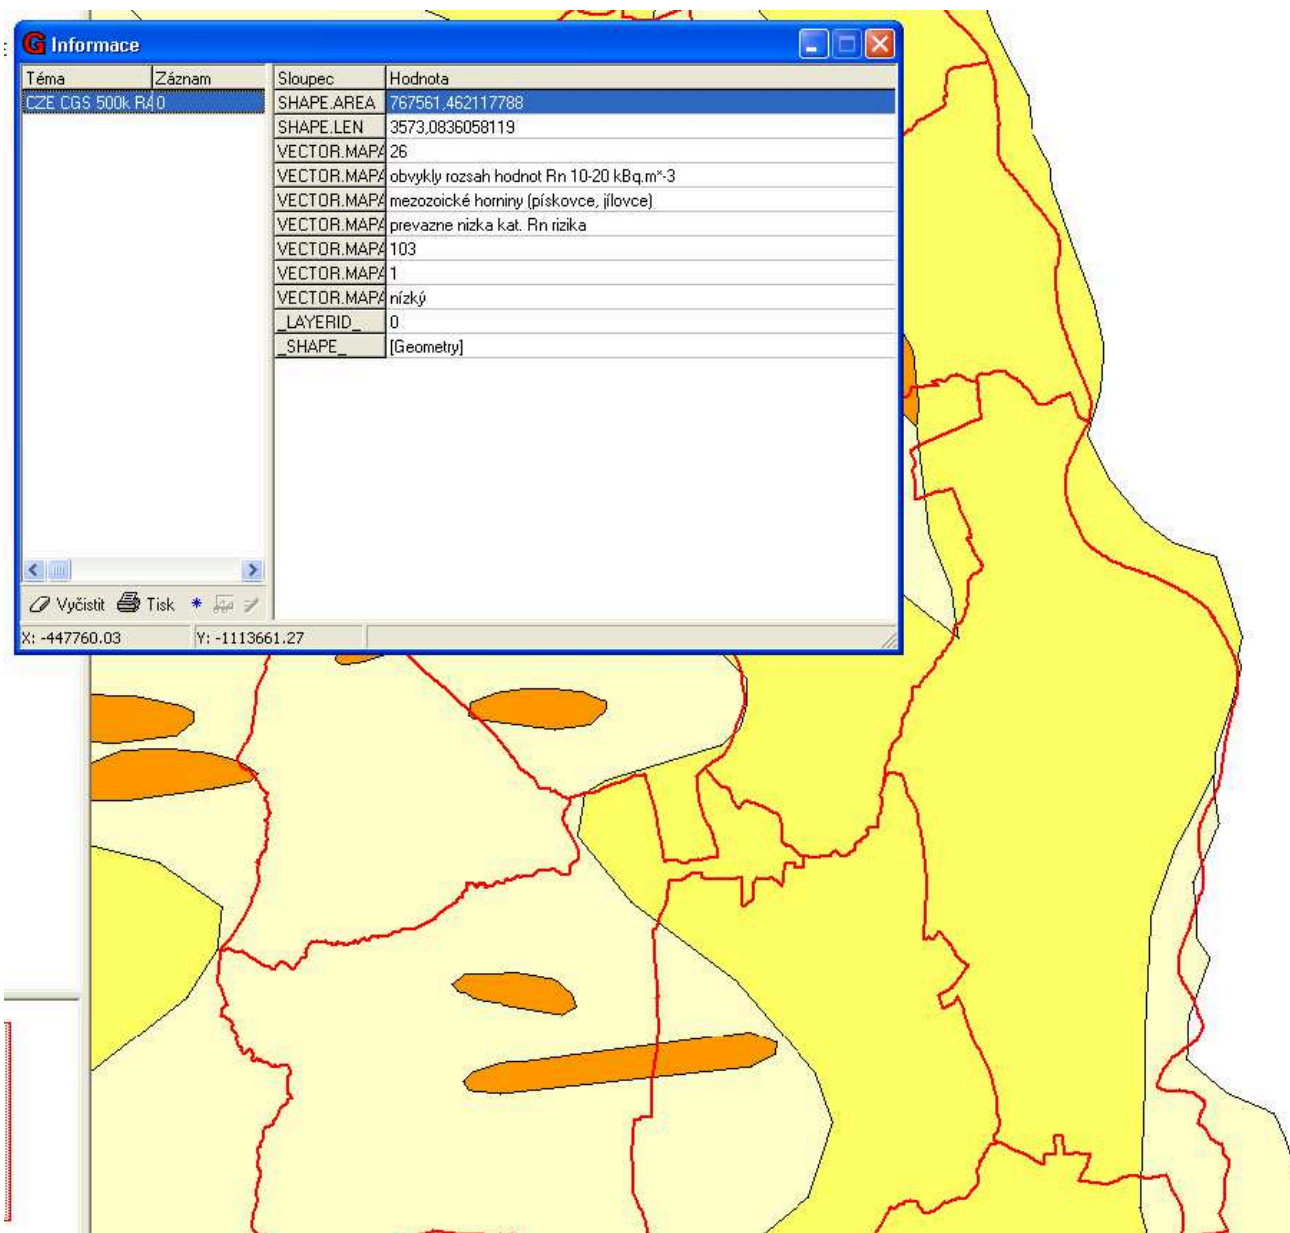 G Informace
Téma Záznam
CZE CGS 500k RA 0
Sloupec Hodnota
SHAPE.AREA 767561,462117788
SHAPE.LEN 3573,0836058119
VECTOR.MAPA 26
VECTOR.MAPA obvykly rozsah hodnot Rn 10-20 kBq.m*-3
VECTOR.MAPA mezozoické horniny (pískovce, jílovce)
VECTOR.MAPA prevazne nizka kat. Rn rizika
VECTOR.MAPA 103
VECTOR.MAPA 1
VECTOR.MAPA nízký
_LAYERID_ 0
_SHAPE_ [Geometry]
Vyčistit Tisk
X: -447760.03 Y: -1113661.27